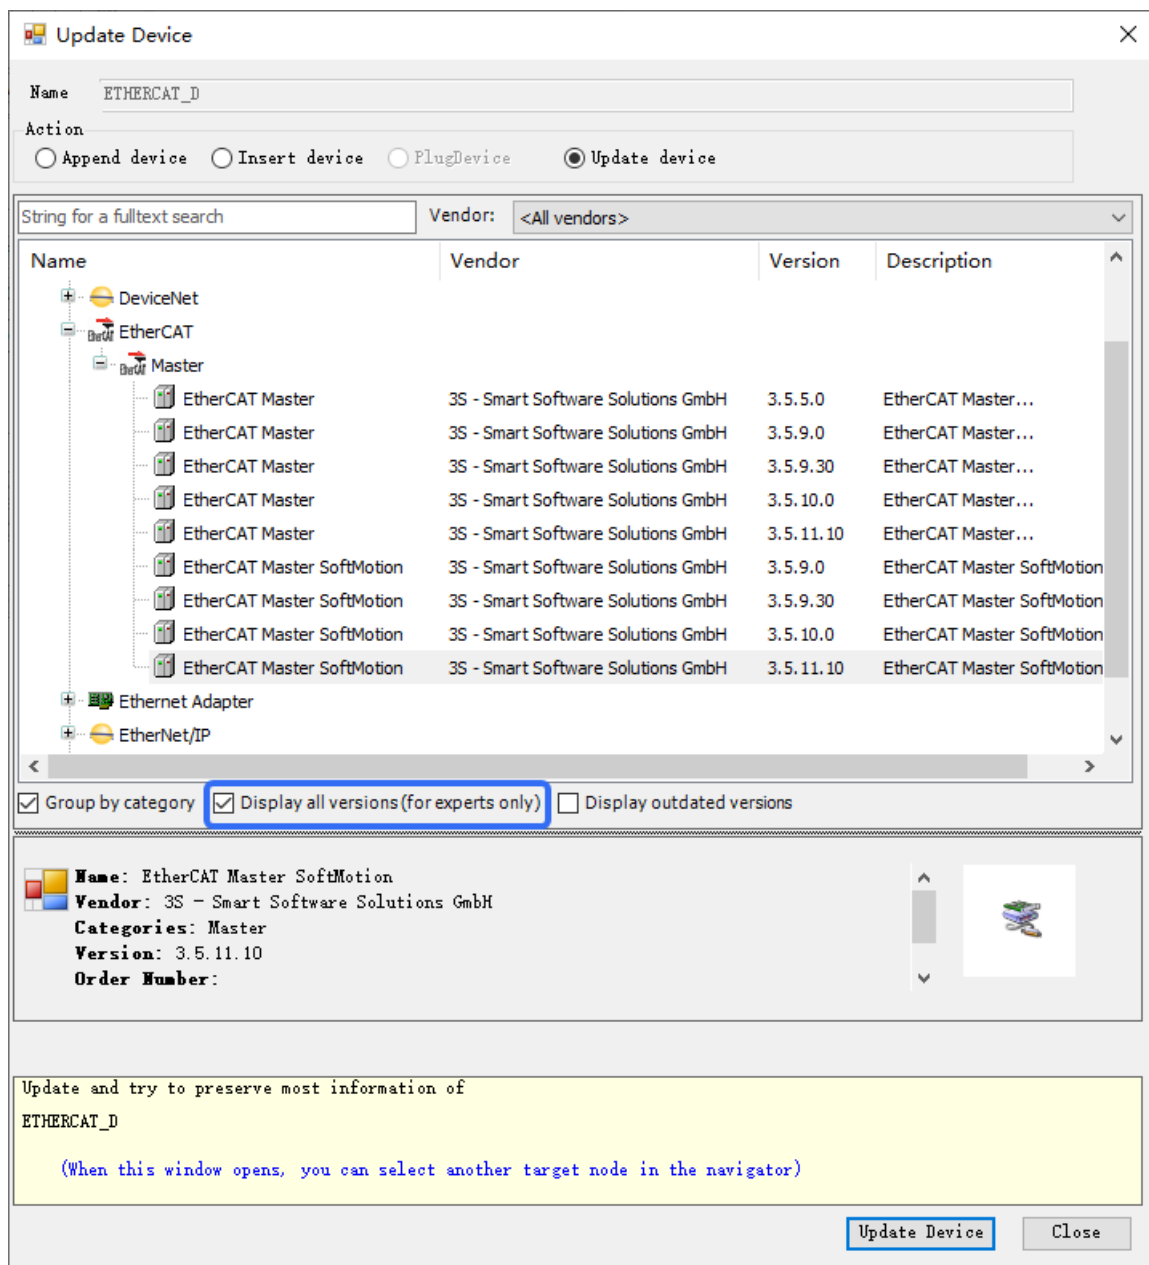 Update Device
Name ETHERCAT_D
Action
Append device Insert device PlugDevice Update device
String for a fulltext search Vendor: <All vendors>
Name Vendor Version Description
DeviceNet
EtherCAT
Master
EtherCAT Master 3S - Smart Software Solutions GmbH 3.5.5.0 EtherCAT Master...
EtherCAT Master 3S - Smart Software Solutions GmbH 3.5.9.0 EtherCAT Master...
EtherCAT Master 3S - Smart Software Solutions GmbH 3.5.9.30 EtherCAT Master...
EtherCAT Master 3S - Smart Software Solutions GmbH 3.5.10.0 EtherCAT Master...
EtherCAT Master 3S - Smart Software Solutions GmbH 3.5.11.10 EtherCAT Master...
EtherCAT Master SoftMotion 3S - Smart Software Solutions GmbH 3.5.9.0 EtherCAT Master SoftMotion
EtherCAT Master SoftMotion 3S - Smart Software Solutions GmbH 3.5.9.30 EtherCAT Master SoftMotion
EtherCAT Master SoftMotion 3S - Smart Software Solutions GmbH 3.5.10.0 EtherCAT Master SoftMotion
EtherCAT Master SoftMotion 3S - Smart Software Solutions GmbH 3.5.11.10 EtherCAT Master SoftMotion
Ethernet Adapter
EtherNet/IP
Group by category Display all versions (for experts only) Display outdated versions
Name: EtherCAT Master SoftMotion
Vendor: 3S - Smart Software Solutions GmbH
Categories: Master
Version: 3.5.11.10
Order Number:
Update and try to preserve most information of
ETHERCAT_D
(When this window opens, you can select another target node in the navigator)
Update Device Close